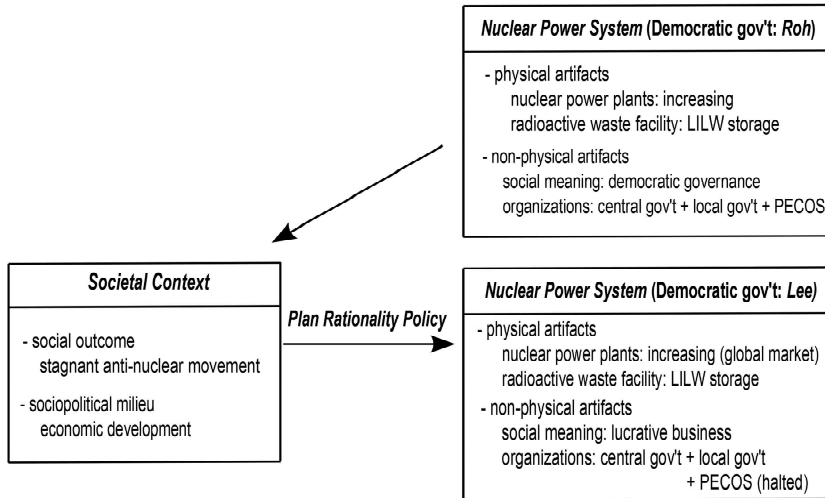 Nuclear Power System (Democratic gov't: Roh)
- physical artifacts
nuclear power plants: increasing
radioactive waste facility: LILW storage
- non-physical artifacts
social meaning: democratic governance
organizations: central gov't + local gov't + PECOS
Societal Context
- social outcome
stagnant anti-nuclear movement
- sociopolitical milieu
economic development
Plan Rationality Policy
Nuclear Power System (Democratic gov't: Lee)
- physical artifacts
nuclear power plants: increasing (global market)
radioactive waste facility: LILW storage
- non-physical artifacts
social meaning: lucrative business
organizations: central gov't + local gov't
+ PECOS (halted)